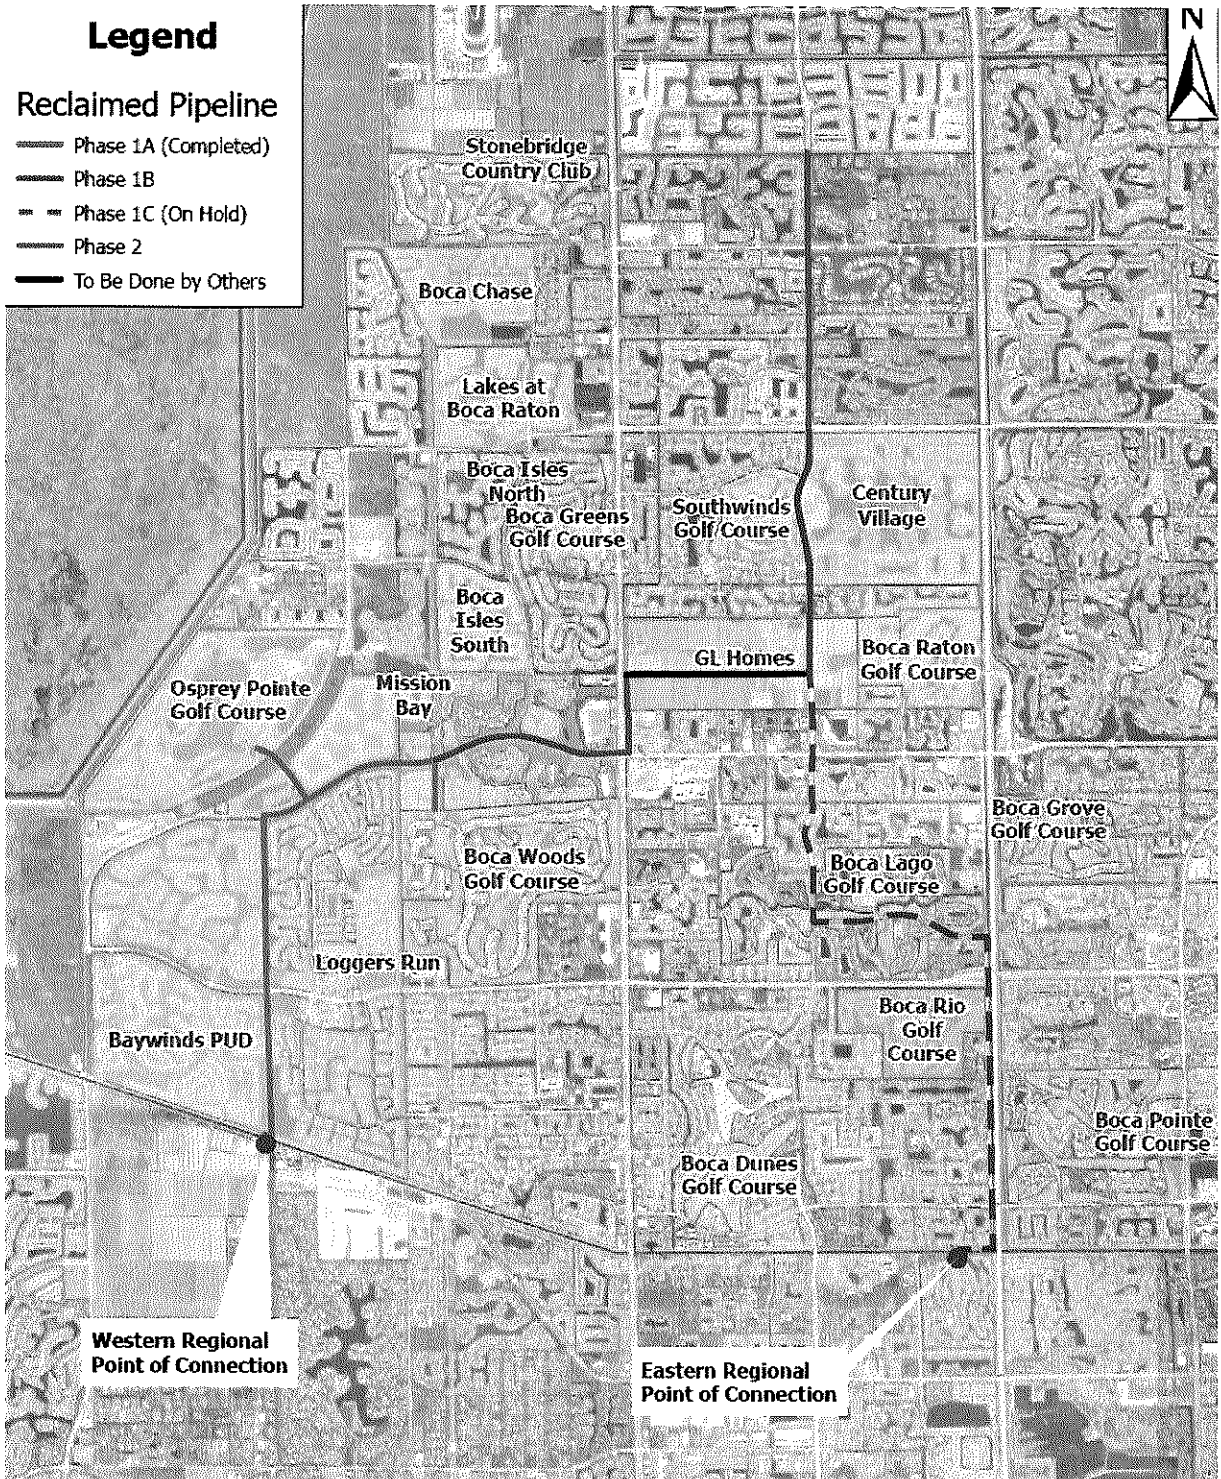 Legend
N
Reclaimed Pipeline
Phase 1A (Completed)
Phase 1B
Phase 1C (On Hold)
Phase 2
To Be Done by Others
Stonebridge
Country Club
Boca Chase
Lakes at
Boca Raton
Boca Isles
North
Boca Greens
Golf Course
Southwinds
Golf Course
Century
Village
Boca
Isles
South
GL Homes
Boca Raton
Golf Course
Osprey Pointe
Golf Course
Mission
Bay
Boca Grove
Golf Course
Boca Woods
Golf Course
Boca Lago
Golf Course
Loggers Run
Baywinds PUD
Boca Rio
Golf
Course
Boca Pointe
Golf Course
Boca Dunes
Golf Course
Western Regional
Point of Connection
Eastern Regional
Point of Connection